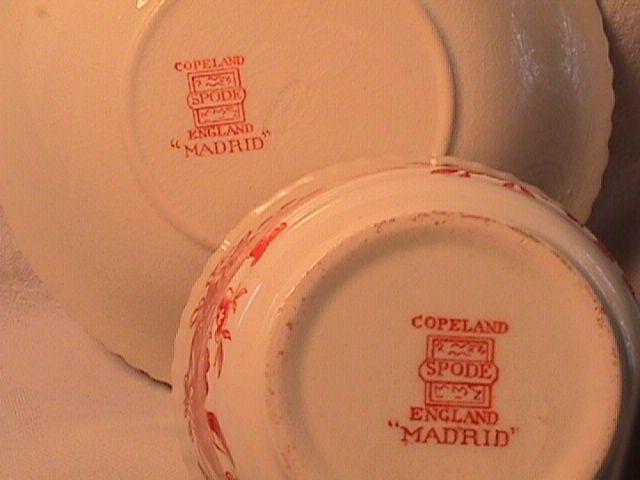 COPELAND
SPODE
ENGLAND
"MADRID"
COPELAND
SPODE
ENGLAND
"MADRID"